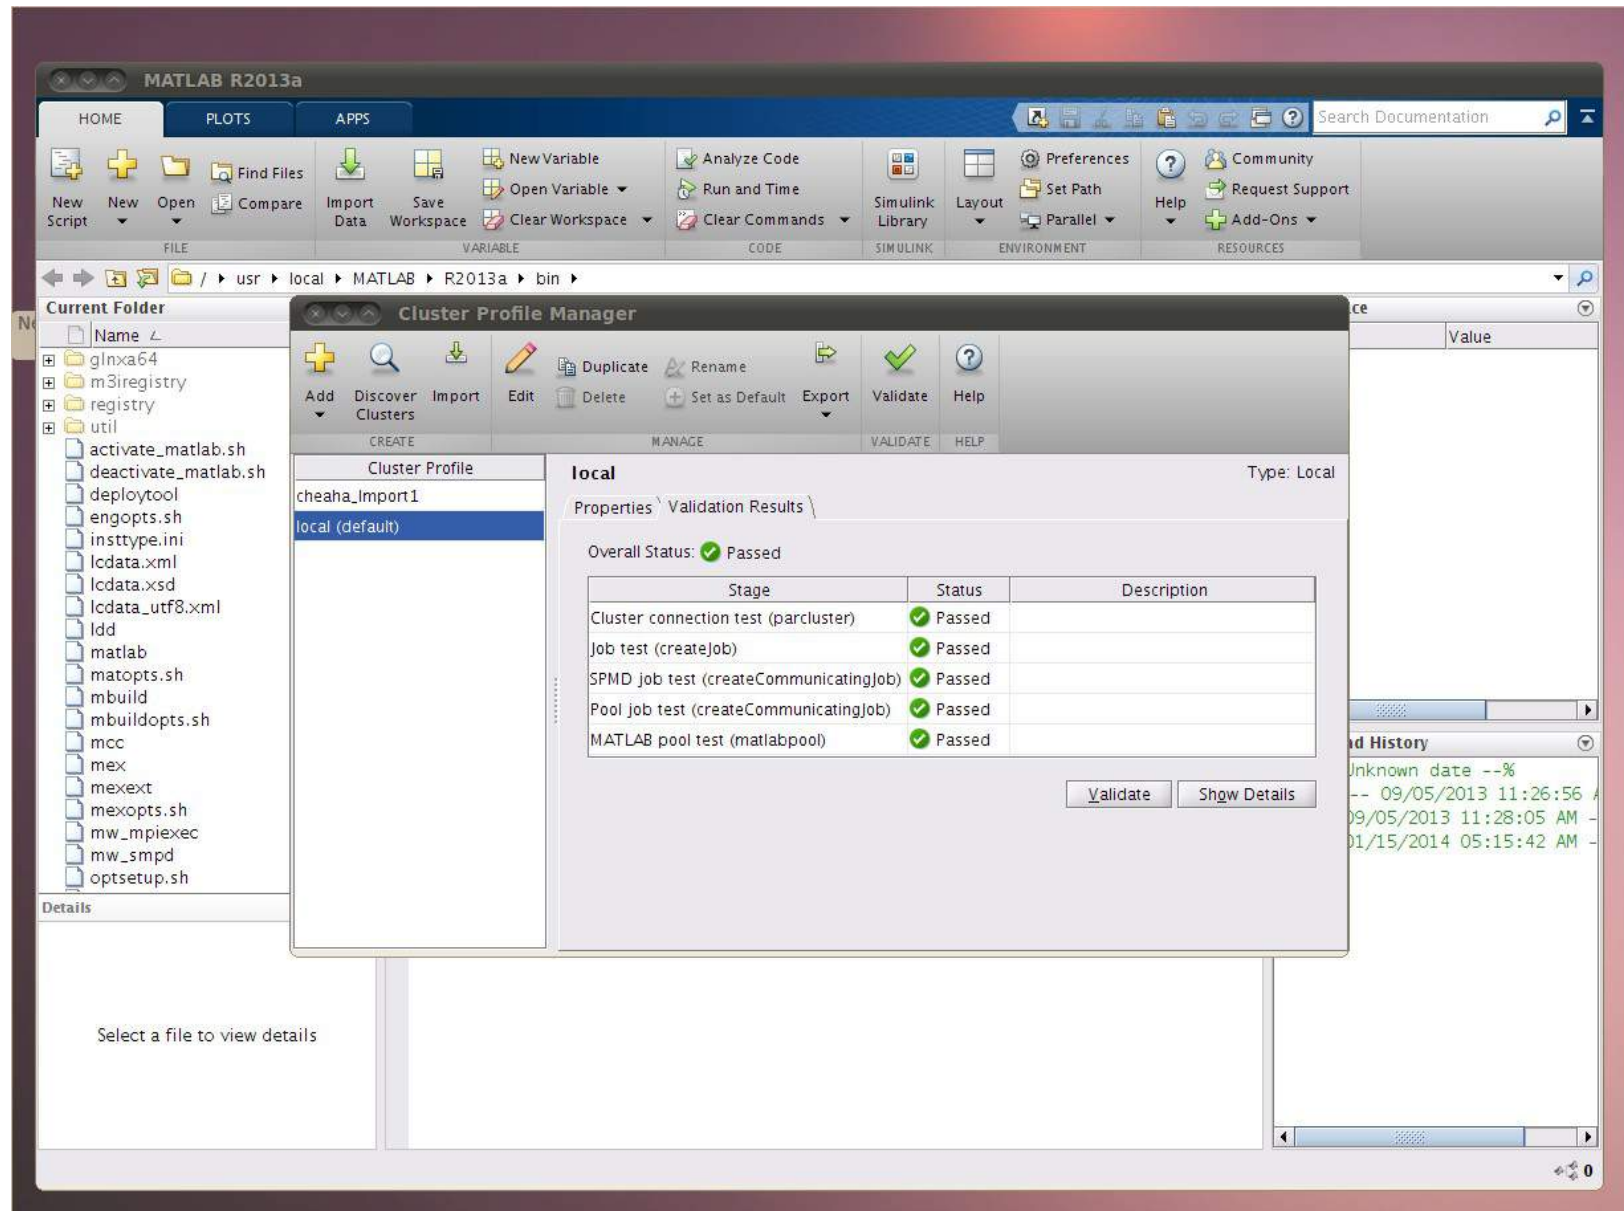 MATLAB R2013a
HOME PLOTS APPS Search Documentation
New Script New Open Find Files Compare Import Data Save Workspace New Variable Open Variable Clear Workspace Analyze Code Run and Time Clear Commands Simulink Library Layout Preferences Set Path Parallel Help Community Request Support Add-Ons
FILE VARIABLE CODE SIMULINK ENVIRONMENT RESOURCES
/ usr local MATLAB R2013a bin
Current Folder
Name
glnxa64
m3iregistry
registry
util
activate_matlab.sh
deactivate_matlab.sh
deploytool
engopts.sh
insttype.ini
lcdata.xml
lcdata.xsd
lcdata_utf8.xml
ldd
matlab
matopts.sh
mbuild
mbuildopts.sh
mcc
mex
mexext
mexopts.sh
mw_mpiexec
mw_smpd
optsetup.sh
Details
Select a file to view details
Cluster Profile Manager
Add Discover Clusters Import Edit Duplicate Delete Rename Set as Default Export Validate Help
CREATE MANAGE VALIDATE HELP
Cluster Profile
cheaha_Import1
local (default)
local Type: Local
Properties Validation Results
Overall Status: Passed
Stage Status Description
Cluster connection test (parcluster) Passed
Job test (createJob) Passed
SPMD job test (createCommunicatingJob) Passed
Pool job test (createCommunicatingJob) Passed
MATLAB pool test (matlabpool) Passed
Validate Show Details
Value
History
Unknown date --%
-- 09/05/2013 11:26:56
09/05/2013 11:28:05 AM -
01/15/2014 05:15:42 AM -
0